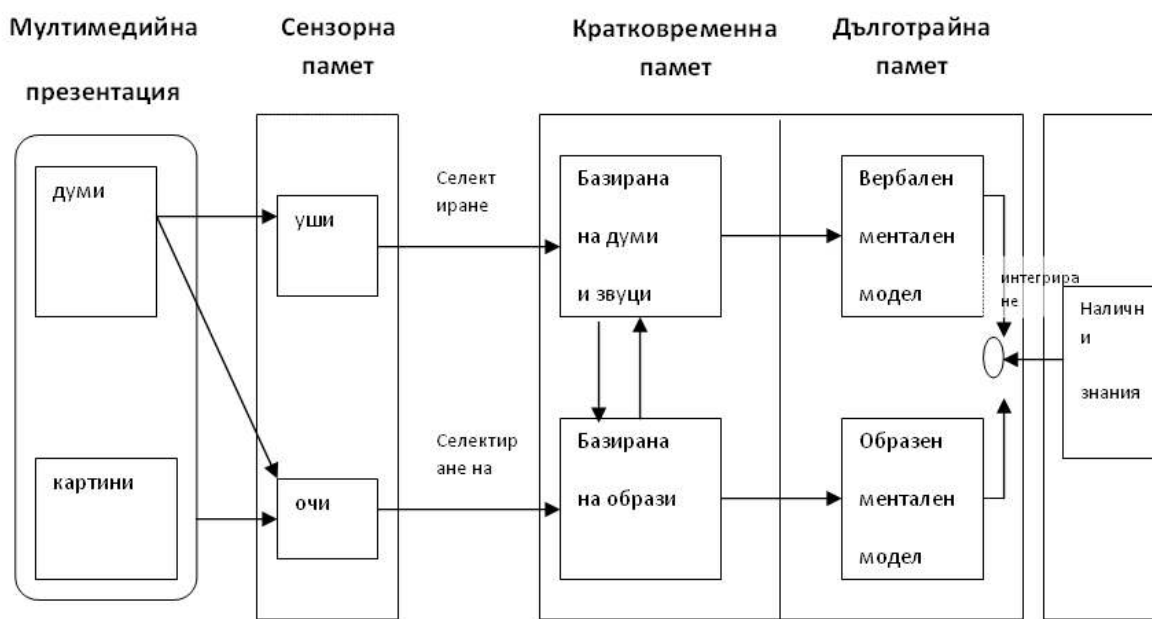 Мултимедийна
презентация
Сензорна
памет
Кратковременна
памет
Дълготрайна
памет
думи
картини
уши
очи
Селект
иране
Селектир
ане на
Базирана
на думи
и звуци
Базирана
на образи
Вербален
ментален
модел
Образен
ментален
модел
интегрира
не
Наличн
и
знания